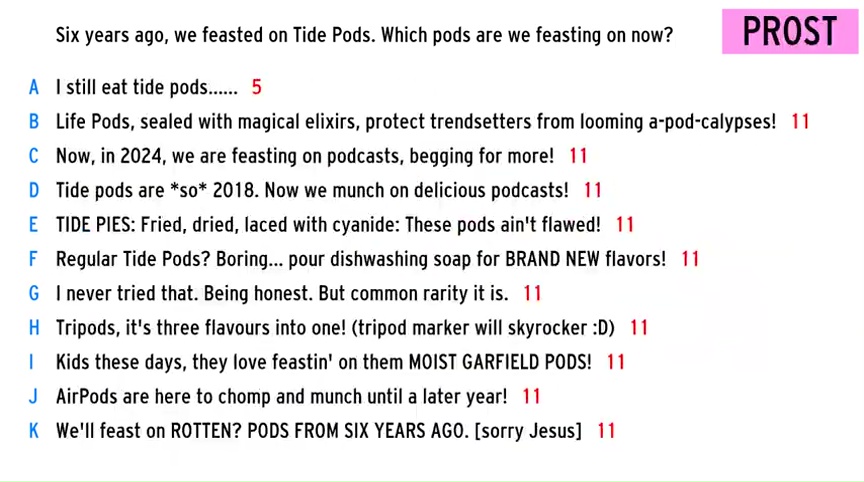 Six years ago, we feasted on Tide Pods. Which pods are we feasting on now?
PROST
A I still eat tide pods...... 5
B Life Pods, sealed with magical elixirs, protect trendsetters from looming a-pod-calypses! 11
C Now, in 2024, we are feasting on podcasts, begging for more! 11
D Tide pods are *so* 2018. Now we munch on delicious podcasts! 11
E TIDE PIES: Fried, dried, laced with cyanide: These pods ain't flawed! 11
F Regular Tide Pods? Boring... pour dishwashing soap for BRAND NEW flavors! 11
G I never tried that. Being honest. But common rarity it is. 11
H Tripods, it's three flavours into one! (tripod marker will skyrocker :D) 11
I Kids these days, they love feastin' on them MOIST GARFIELD PODS! 11
J AirPods are here to chomp and munch until a later year! 11
K We'll feast on ROTTEN? PODS FROM SIX YEARS AGO. [sorry Jesus] 11